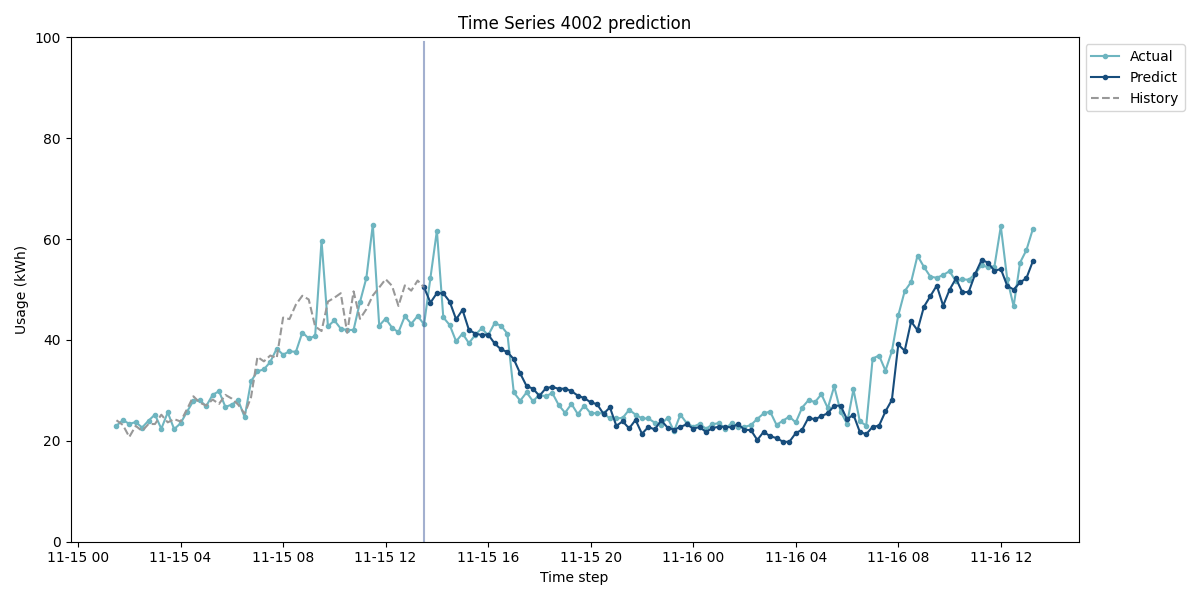 Time Series 4002 prediction
100
80
60
40
20
0
Usage (kWh)
11-15 00
11-15 04
11-15 08
11-15 12
11-15 16
11-15 20
11-16 00
11-16 04
11-16 08
11-16 12
Time step
Actual
Predict
History